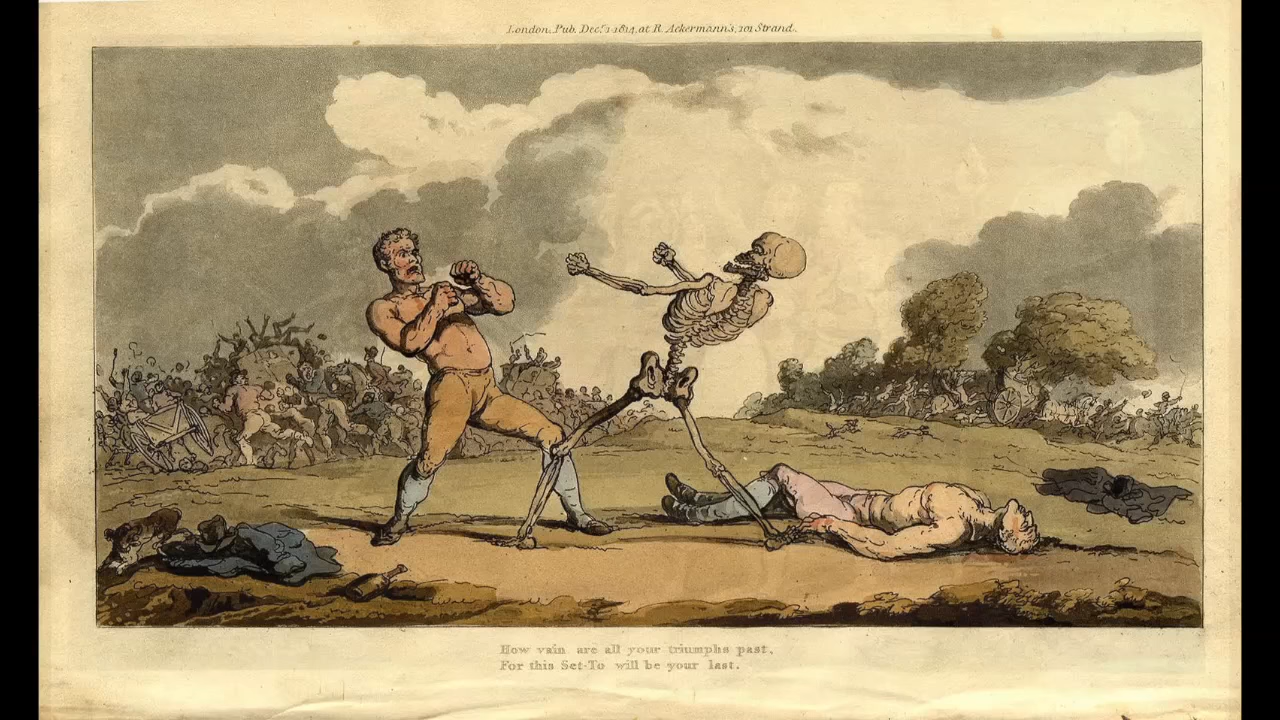 London, Pub. Decr. 1 1814, at R. Ackermann's, 101 Strand.
How vain are all your triumphs past,
For this Set-To will be your last.